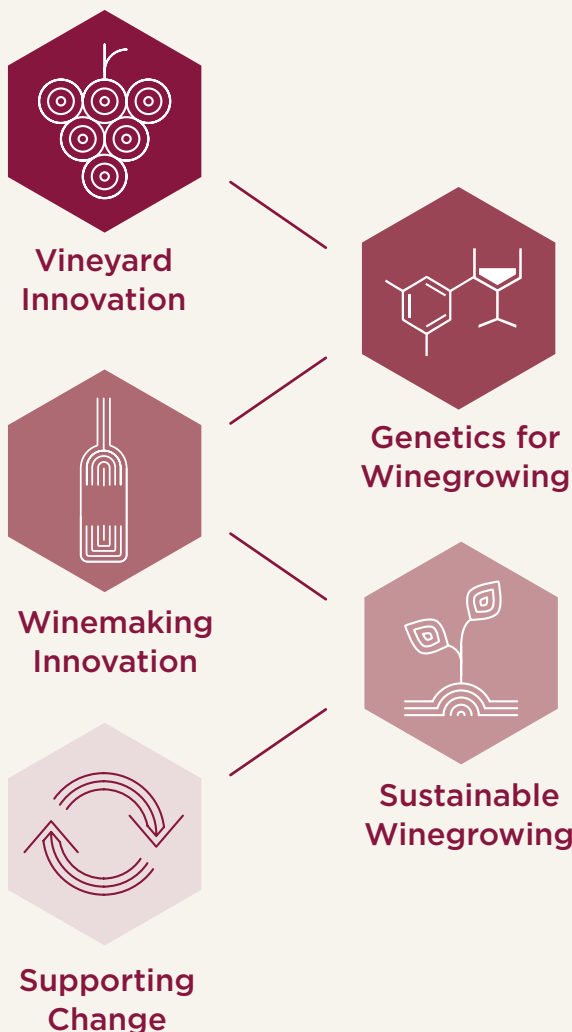 Vineyard
Innovation
Genetics for
Winegrowing
Winemaking
Innovation
Sustainable
Winegrowing
Supporting
Change